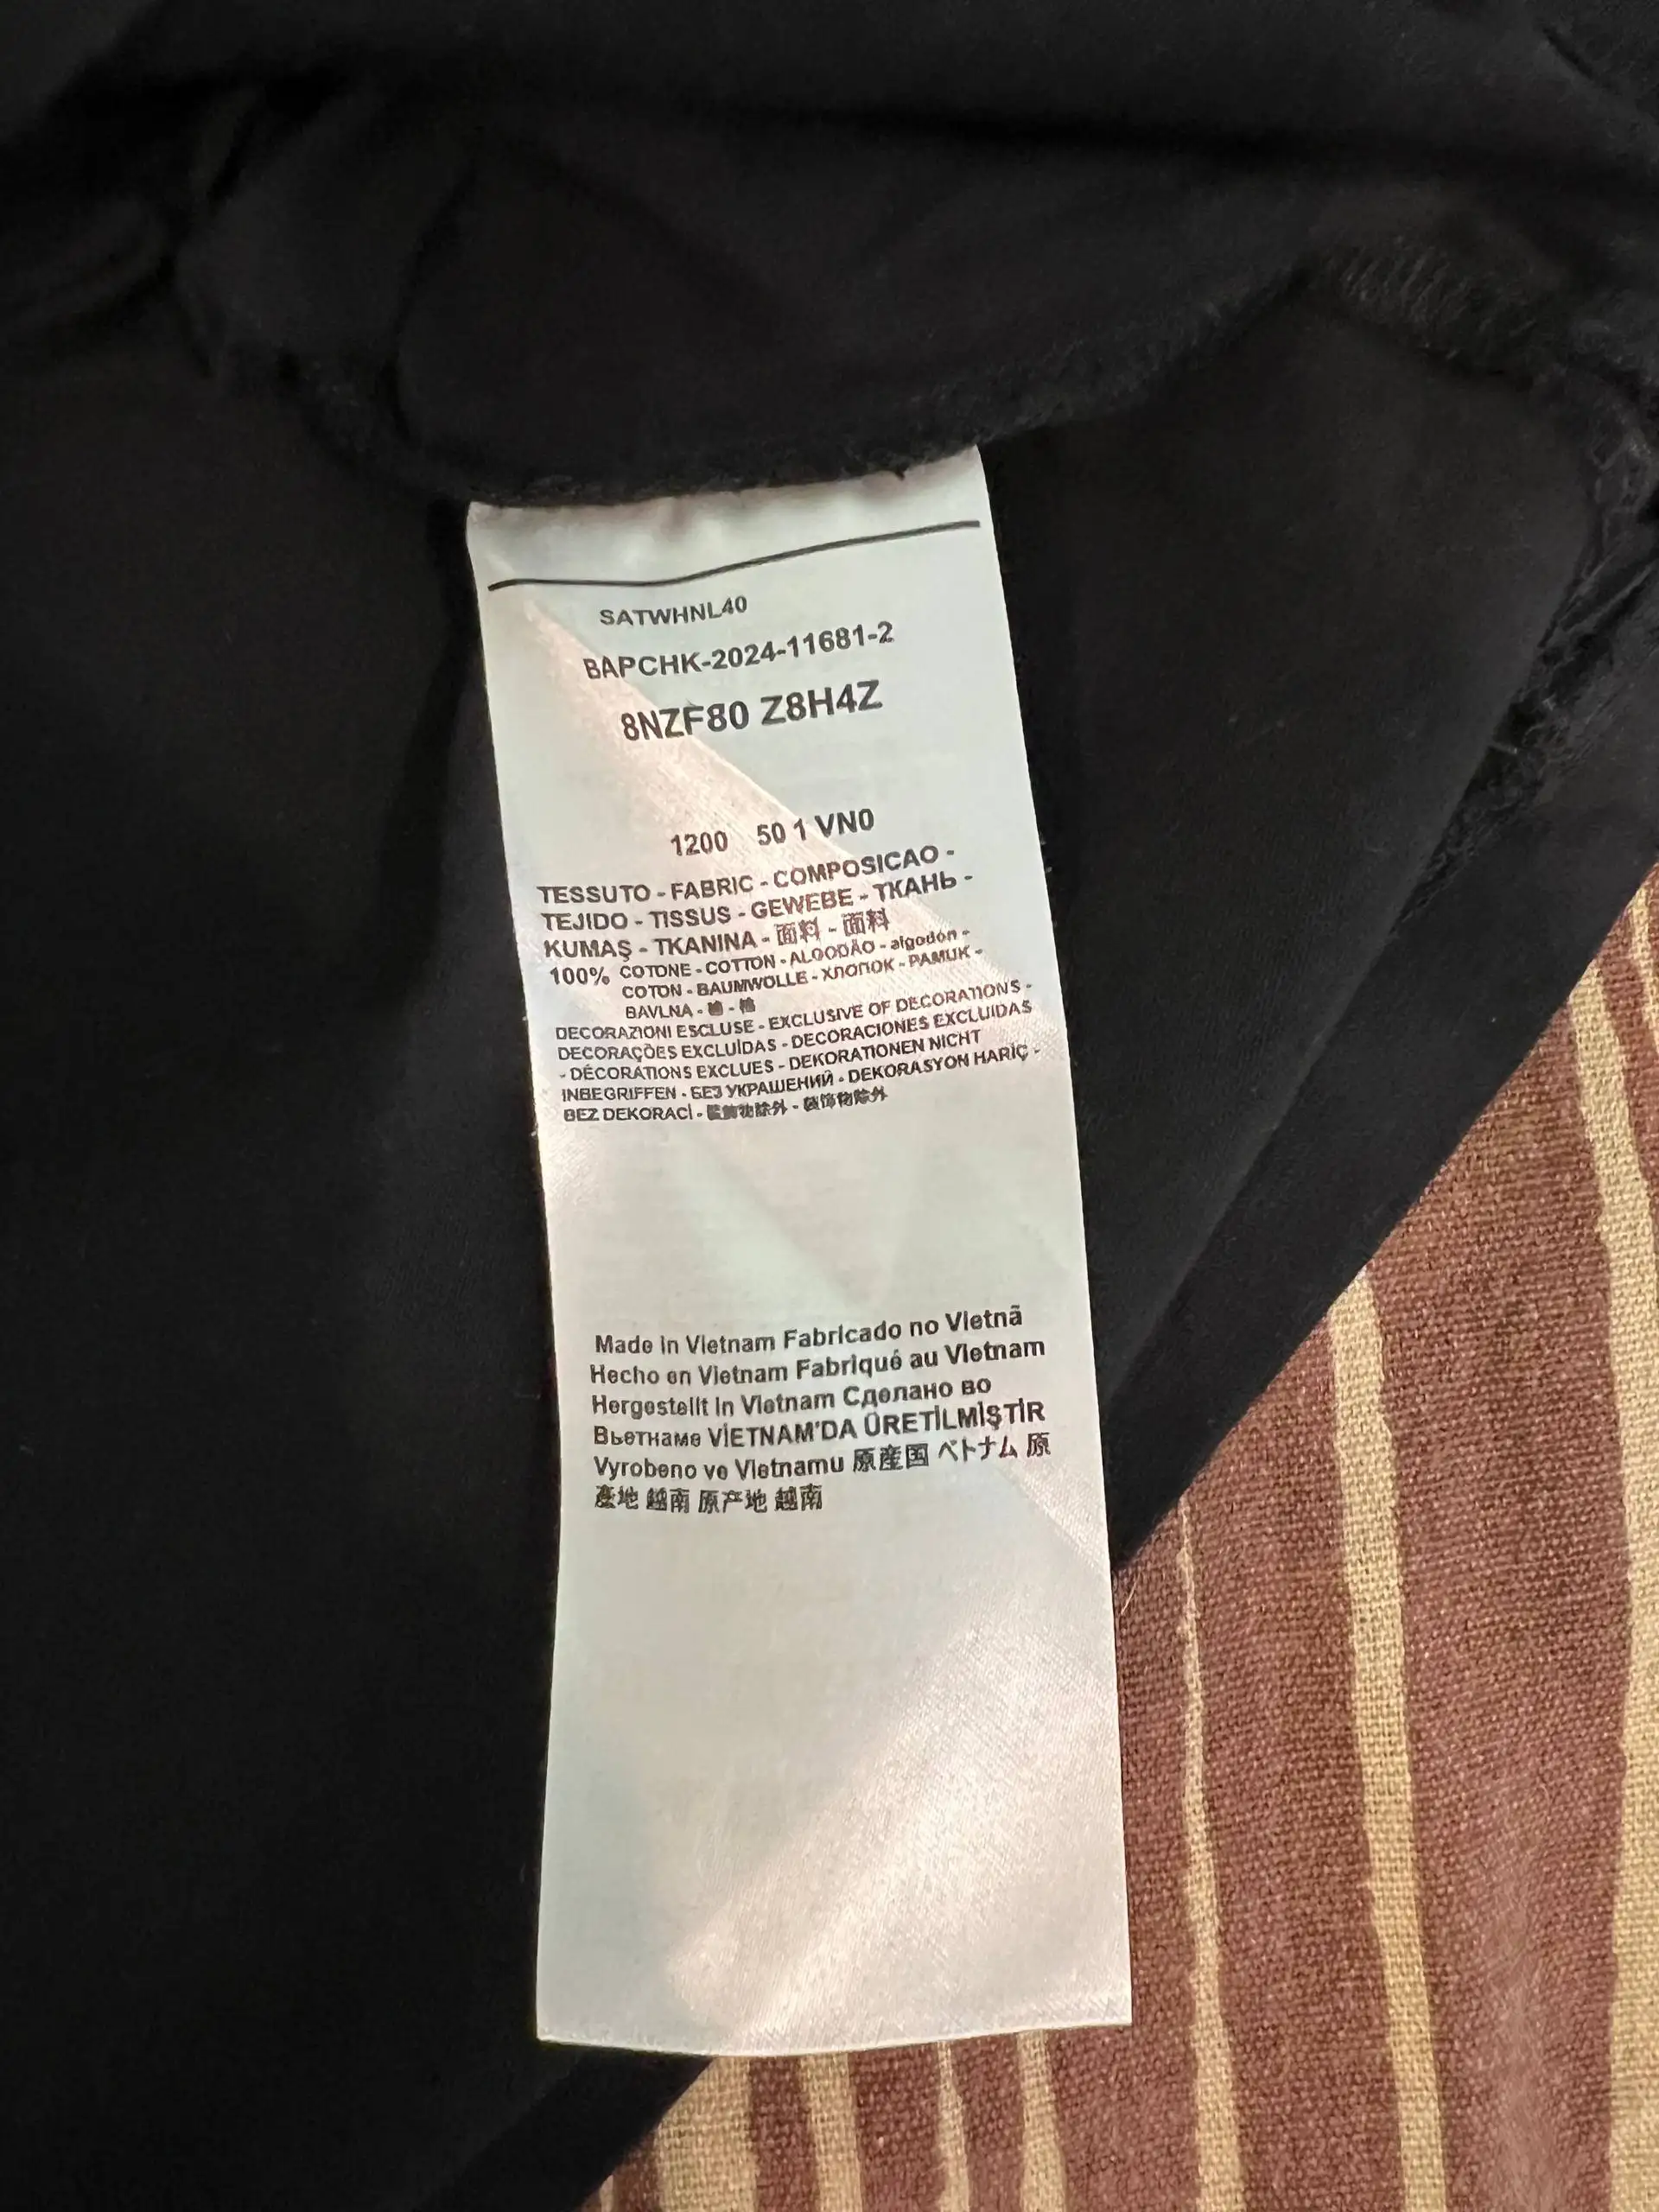 SATWHNL40
BAPCHK-2024-11681-2
8NZF80 Z8H4Z
1200 50 1 VN0
TESSUTO - FABRIC - COMPOSICAO -
TEJIDO - TISSUS - GEWEBE - ТКАНЬ -
KUMAŞ - TKANINA - 面料 - 面料
100% COTONE - COTTON - ALGODÃO - algodón -
COTON - BAUMWOLLE - ХЛОПОК - PAMUK -
BAVLNA - 棉 - 棉
DECORAZIONI ESCLUSE - EXCLUSIVE OF DECORATIONS -
DECORAÇÕES EXCLUÍDAS - DECORACIONES EXCLUIDAS
- DÉCORATIONS EXCLUES - DEKORATIONEN NICHT
INBEGRIFFEN - БЕЗ УКРАШЕНИЙ - DEKORASYON HARİÇ -
BEZ DEKORACÍ - 裝飾物除外 - 装饰物除外
Made in Vietnam Fabricado no Vietnã
Hecho en Vietnam Fabriqué au Vietnam
Hergestellt in Vietnam Сделано во
Вьетнаме VİETNAM'DA ÜRETİLMİŞTİR
Vyrobeno ve Vietnamu 原産国 ベトナム 原
產地 越南 原产地 越南